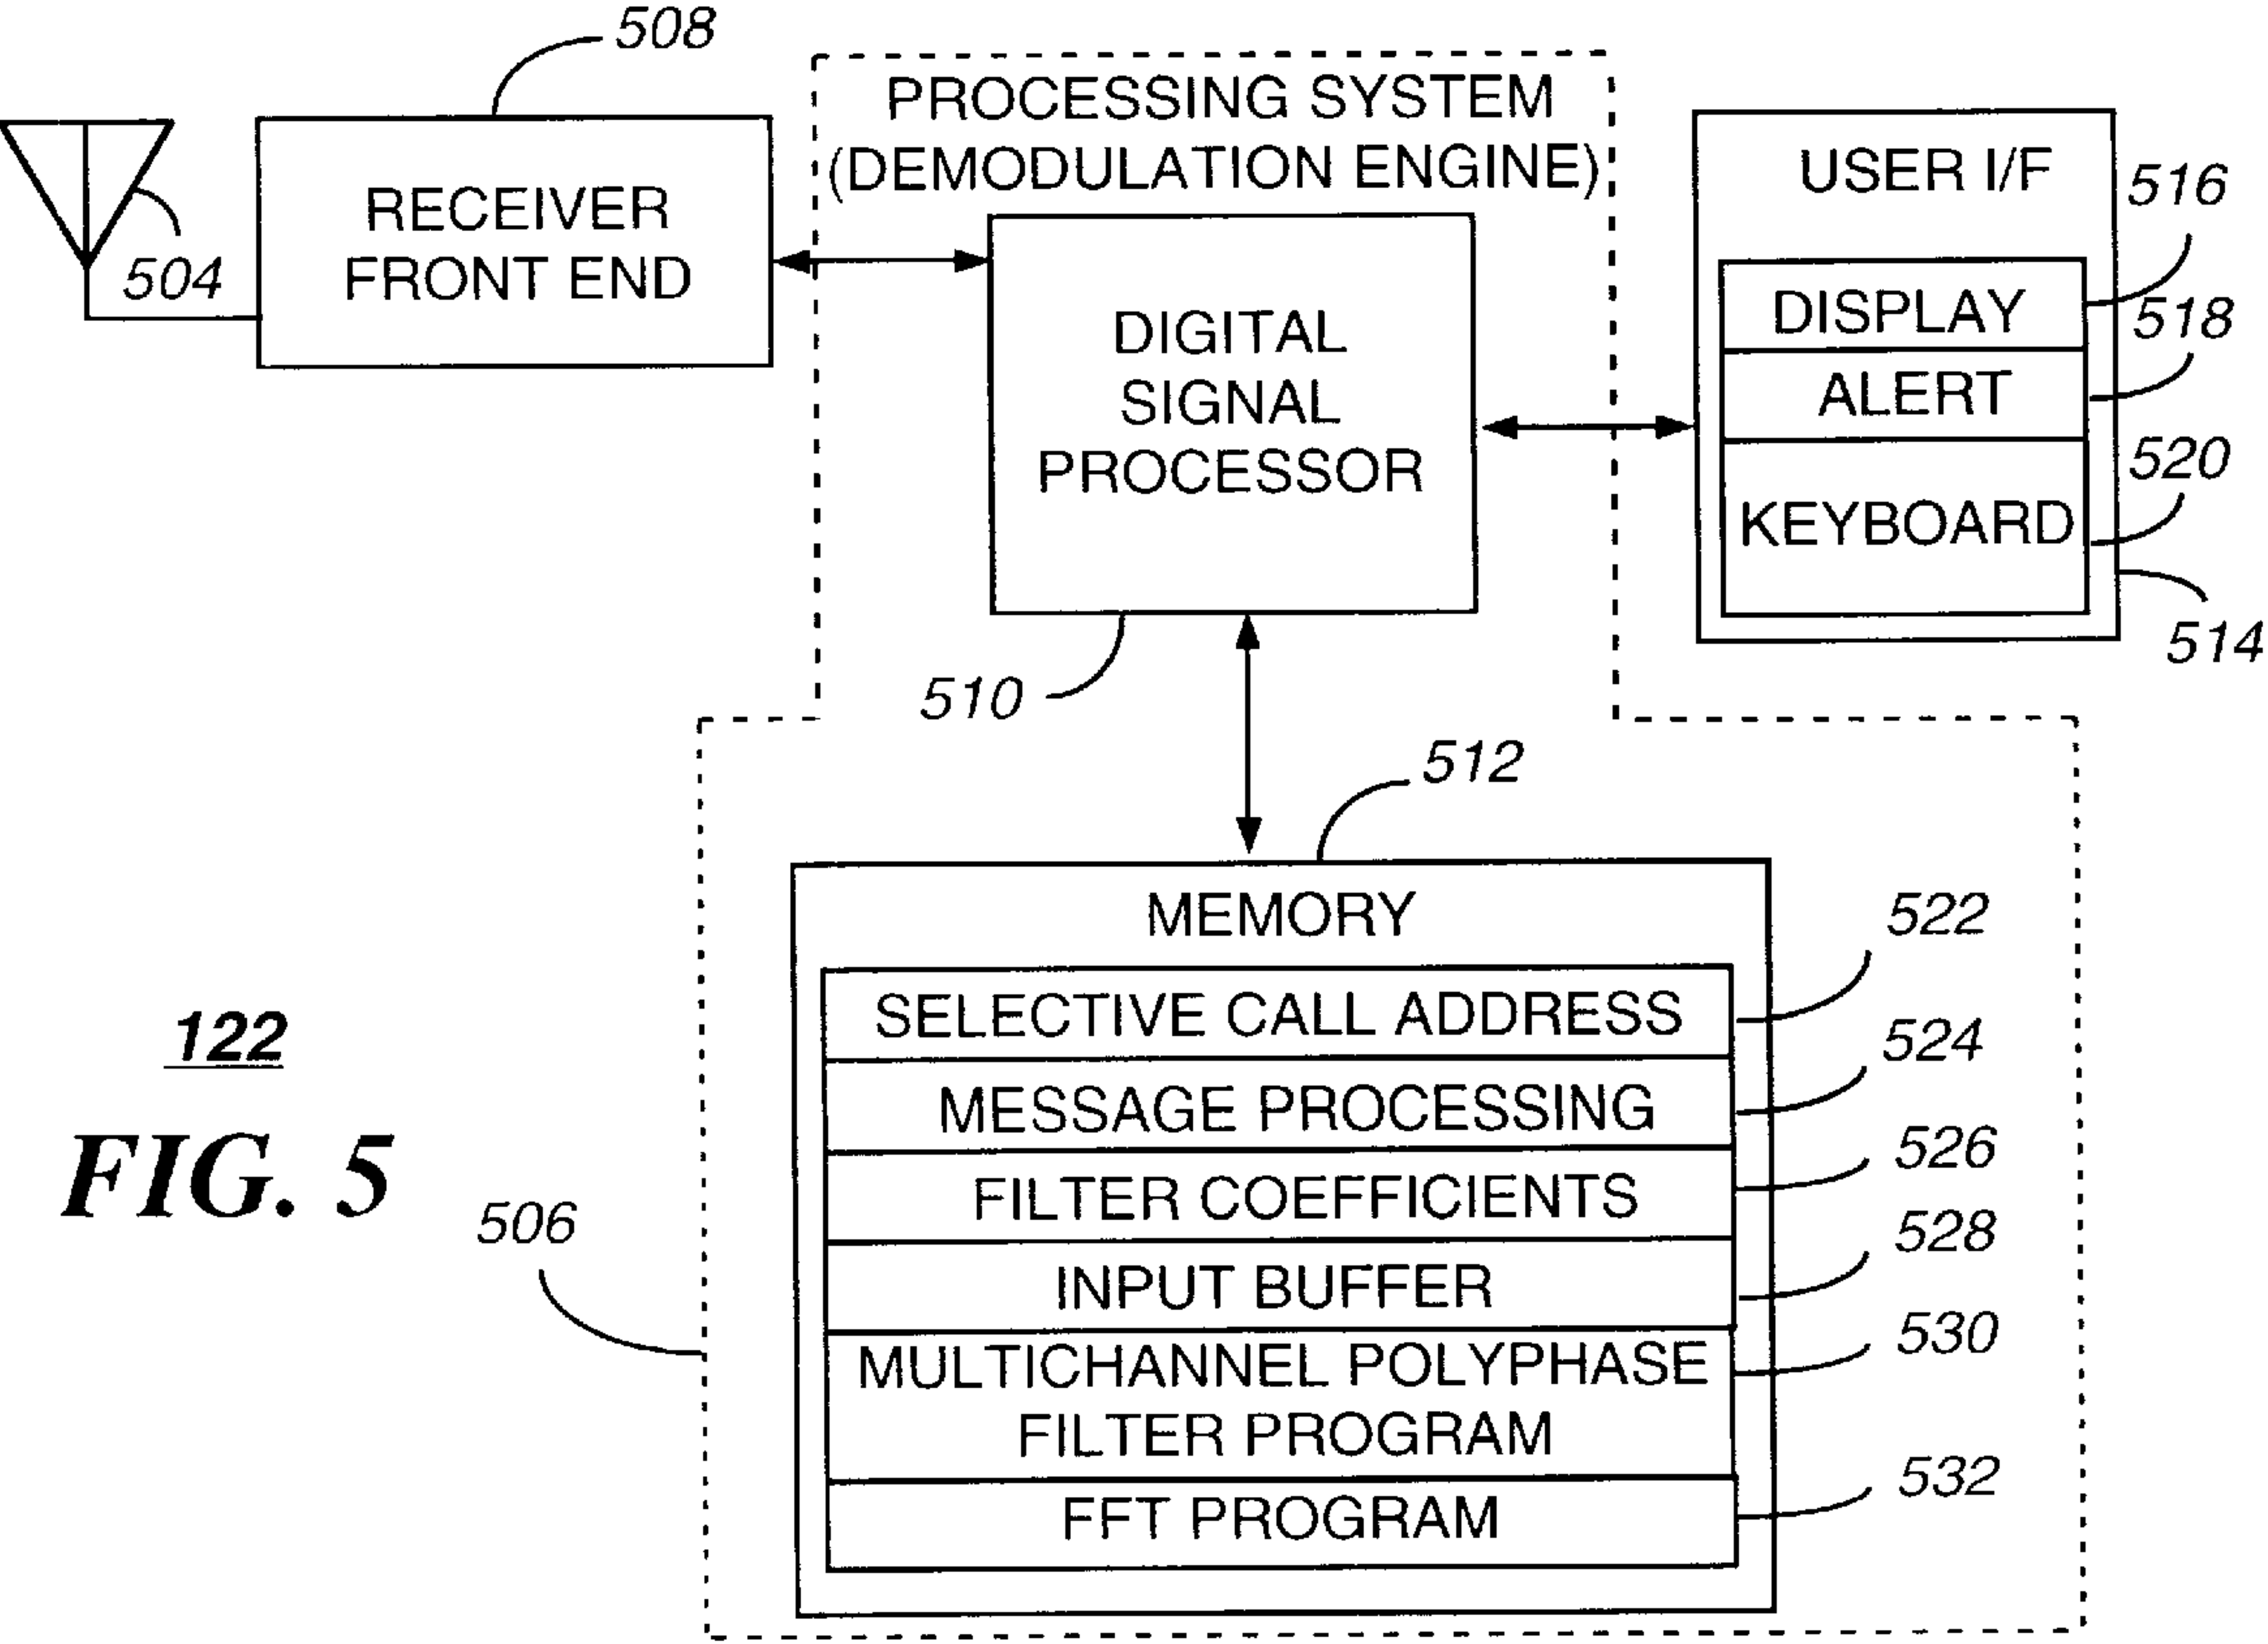 508
PROCESSING SYSTEM
(DEMODULATION ENGINE)
RECEIVER
FRONT END
504
USER I/F
516
DISPLAY
518
ALERT
520
KEYBOARD
514
DIGITAL
SIGNAL
PROCESSOR
510
512
MEMORY
522
SELECTIVE CALL ADDRESS
524
MESSAGE PROCESSING
526
FILTER COEFFICIENTS
528
INPUT BUFFER
530
MULTICHANNEL POLYPHASE
FILTER PROGRAM
532
FFT PROGRAM
122
FIG. 5
506